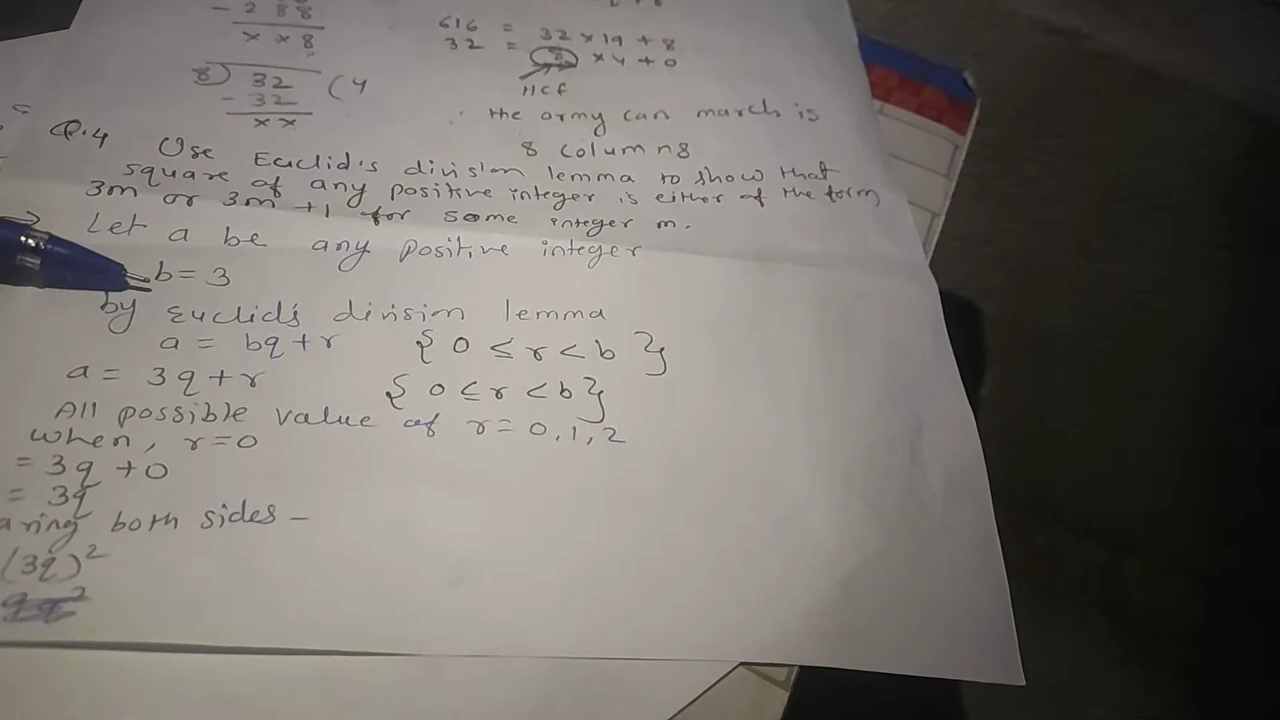 - 288
x x 8
8) 32 (4
- 32
x x
616 = 32 x 19 + 8
32 = 8 x 4 + 0
HCF
∴ the army can march is
8 columns
Q.4 Use Euclid's division lemma to show that
square of any positive integer is either of the form
3m or 3m +1 for some integer m.
→ Let a be any positive integer
b = 3
by Euclid's division lemma
a = bq + r { 0 ≤ r < b }
a = 3q + r { 0 ≤ r < b }
All possible value of r = 0, 1, 2
when, r = 0
= 3q + 0
= 3q
aring both sides -
(3q)²